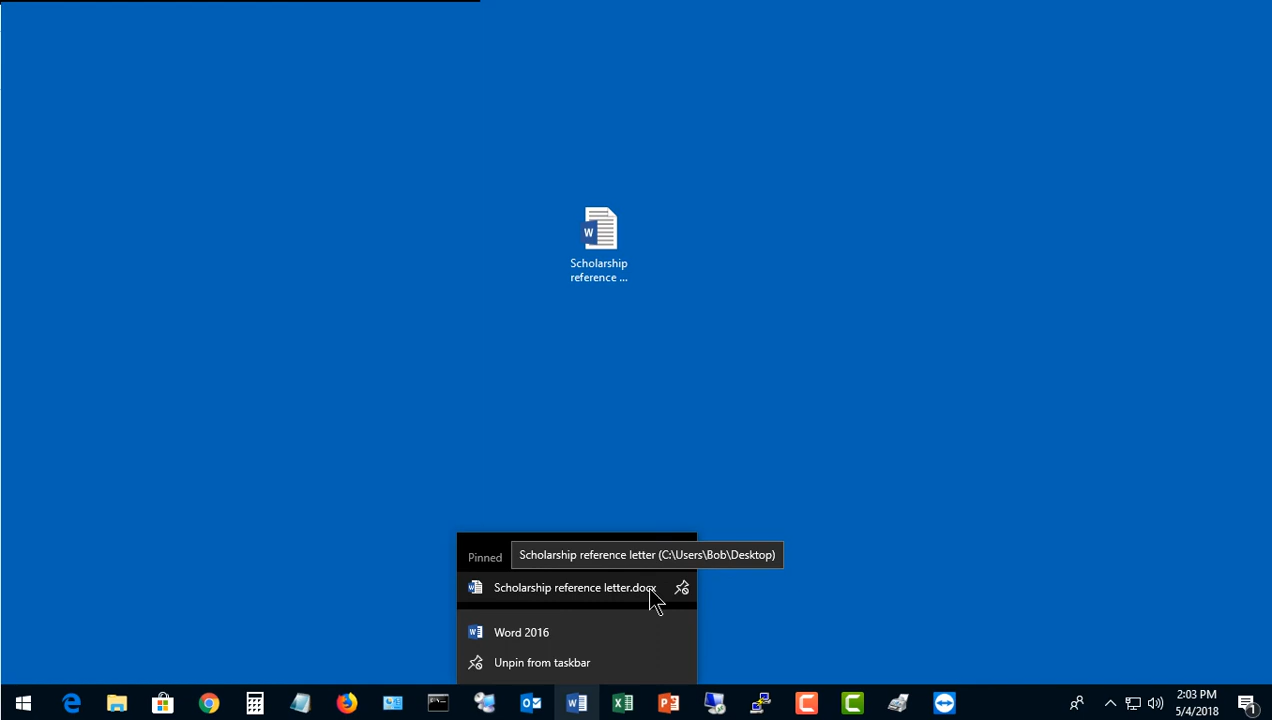 Scholarship
reference ...
Pinned
Scholarship reference letter (C:\Users\Bob\Desktop)
Scholarship reference letter.docx
Word 2016
Unpin from taskbar
2:03 PM
5/4/2018
1